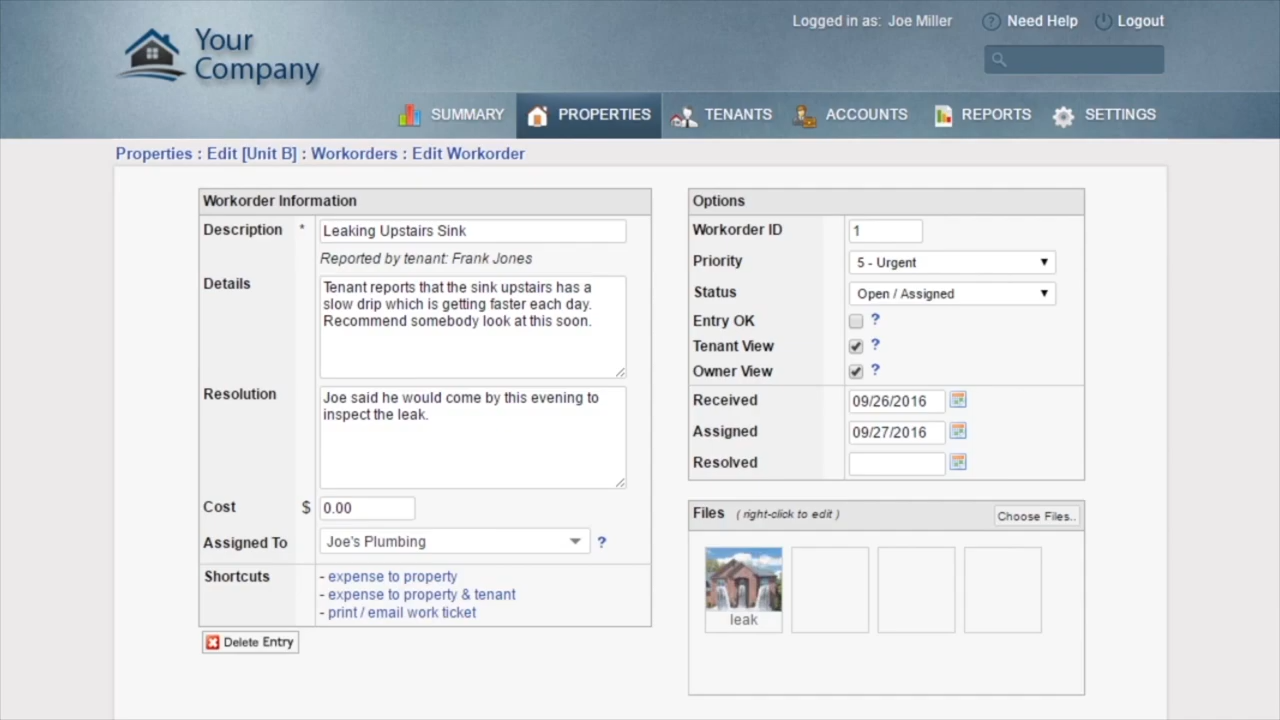 Logged in as: Joe Miller Need Help Logout
Your
Company
SUMMARY PROPERTIES TENANTS ACCOUNTS REPORTS SETTINGS
Properties : Edit [Unit B] : Workorders : Edit Workorder
Workorder Information
Description * Leaking Upstairs Sink
Reported by tenant: Frank Jones
Details
Tenant reports that the sink upstairs has a
slow drip which is getting faster each day.
Recommend somebody look at this soon.
Resolution
Joe said he would come by this evening to
inspect the leak.
Cost $ 0.00
Assigned To Joe's Plumbing ?
Shortcuts
- expense to property
- expense to property & tenant
- print / email work ticket
Delete Entry
Options
Workorder ID 1
Priority 5 - Urgent
Status Open / Assigned
Entry OK ?
Tenant View ?
Owner View ?
Received 09/26/2016
Assigned 09/27/2016
Resolved
Files ( right-click to edit ) Choose Files..
leak